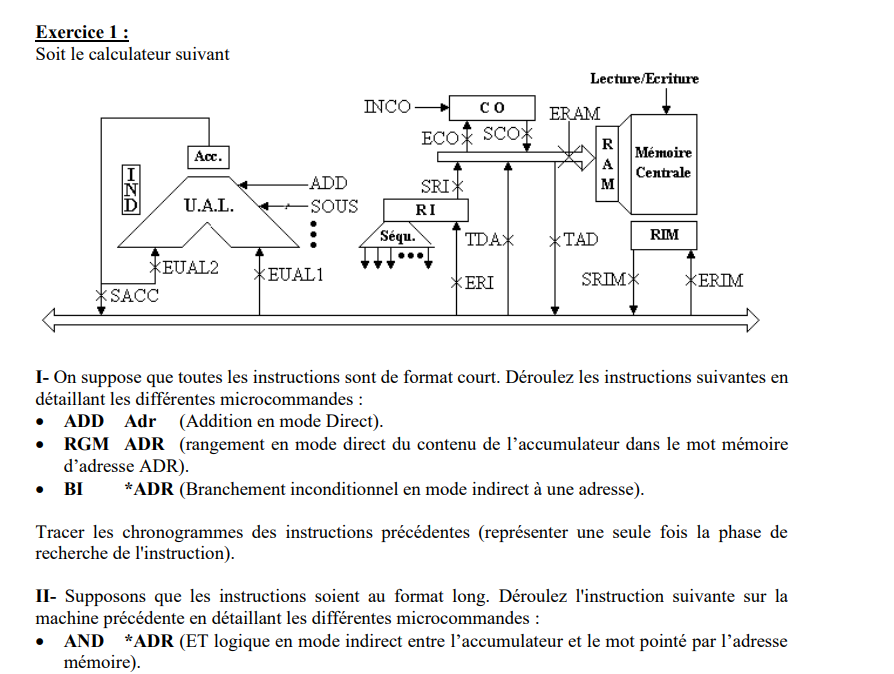 Exercice 1 :
Soit le calculateur suivant
Lecture/Ecriture
INCO
C O
ERAM
ECO
SCO
R
A
M
Mémoire
Centrale
Acc.
I
N
D
U.A.L.
ADD
SOUS
SRI
R I
Séqu.
TDA
TAD
RIM
EUAL2
EUAL1
ERI
SRIM
ERIM
SACC
I- On suppose que toutes les instructions sont de format court. Déroulez les instructions suivantes en
détaillant les différentes microcommandes :
• ADD Adr (Addition en mode Direct).
• RGM ADR (rangement en mode direct du contenu de l’accumulateur dans le mot mémoire
d’adresse ADR).
• BI *ADR (Branchement inconditionnel en mode indirect à une adresse).
Tracer les chronogrammes des instructions précédentes (représenter une seule fois la phase de
recherche de l'instruction).
II- Supposons que les instructions soient au format long. Déroulez l'instruction suivante sur la
machine précédente en détaillant les différentes microcommandes :
• AND *ADR (ET logique en mode indirect entre l’accumulateur et le mot pointé par l’adresse
mémoire).